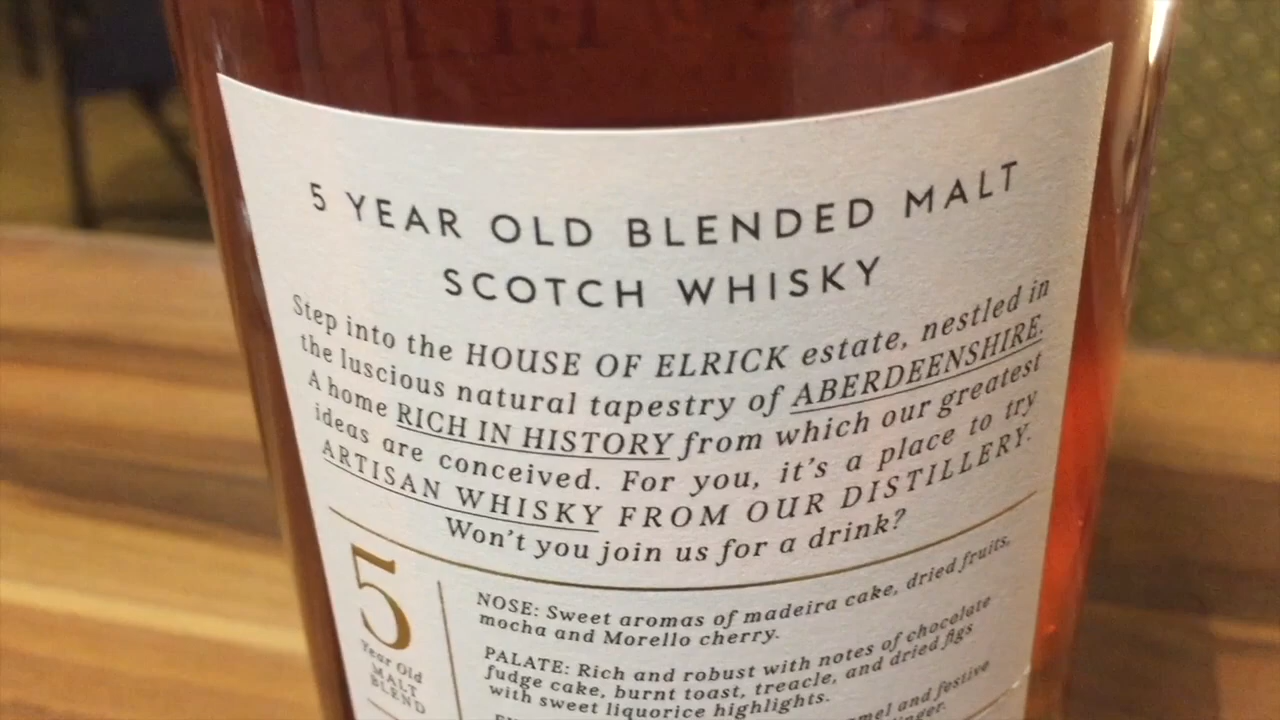 5 YEAR OLD BLENDED MALT
SCOTCH WHISKY
Step into the HOUSE OF ELRICK estate, nestled in
the luscious natural tapestry of ABERDEENSHIRE.
A home RICH IN HISTORY from which our greatest
ideas are conceived. For you, it's a place to try
ARTISAN WHISKY FROM OUR DISTILLERY.
Won't you join us for a drink?
5
Year Old
MALT
BLEND
NOSE: Sweet aromas of madeira cake, dried fruits,
mocha and Morello cherry.
PALATE: Rich and robust with notes of chocolate
fudge cake, burnt toast, treacle, and dried figs
with sweet liquorice highlights.
and festive